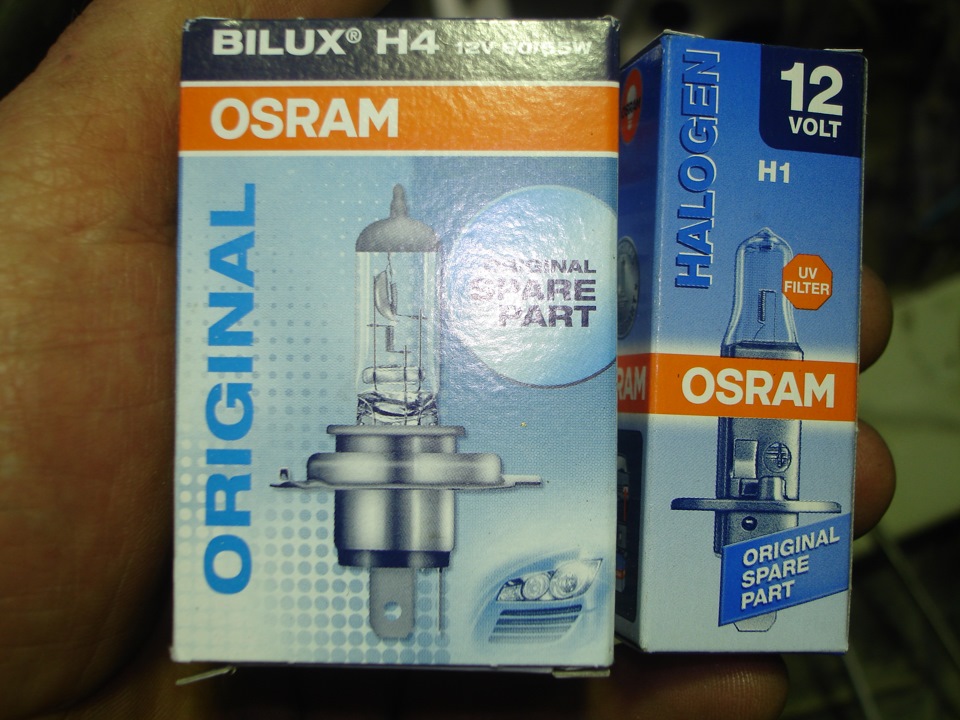 BILUX® H4 12V 60/55W
OSRAM
ORIGINAL
ORIGINAL
SPARE
PART
HALOGEN
12
VOLT
H1
UV
FILTER
OSRAM
ORIGINAL
SPARE
PART